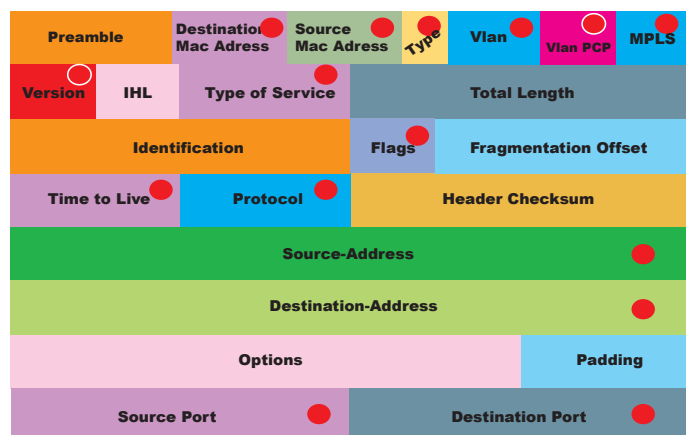 Preamble
Destination
Mac Adress
Source
Mac Adress
Type
Vlan
Vlan PCP
MPLS
Version
IHL
Type of Service
Total Length
Identification
Flags
Fragmentation Offset
Time to Live
Protocol
Header Checksum
Source-Address
Destination-Address
Options
Padding
Source Port
Destination Port